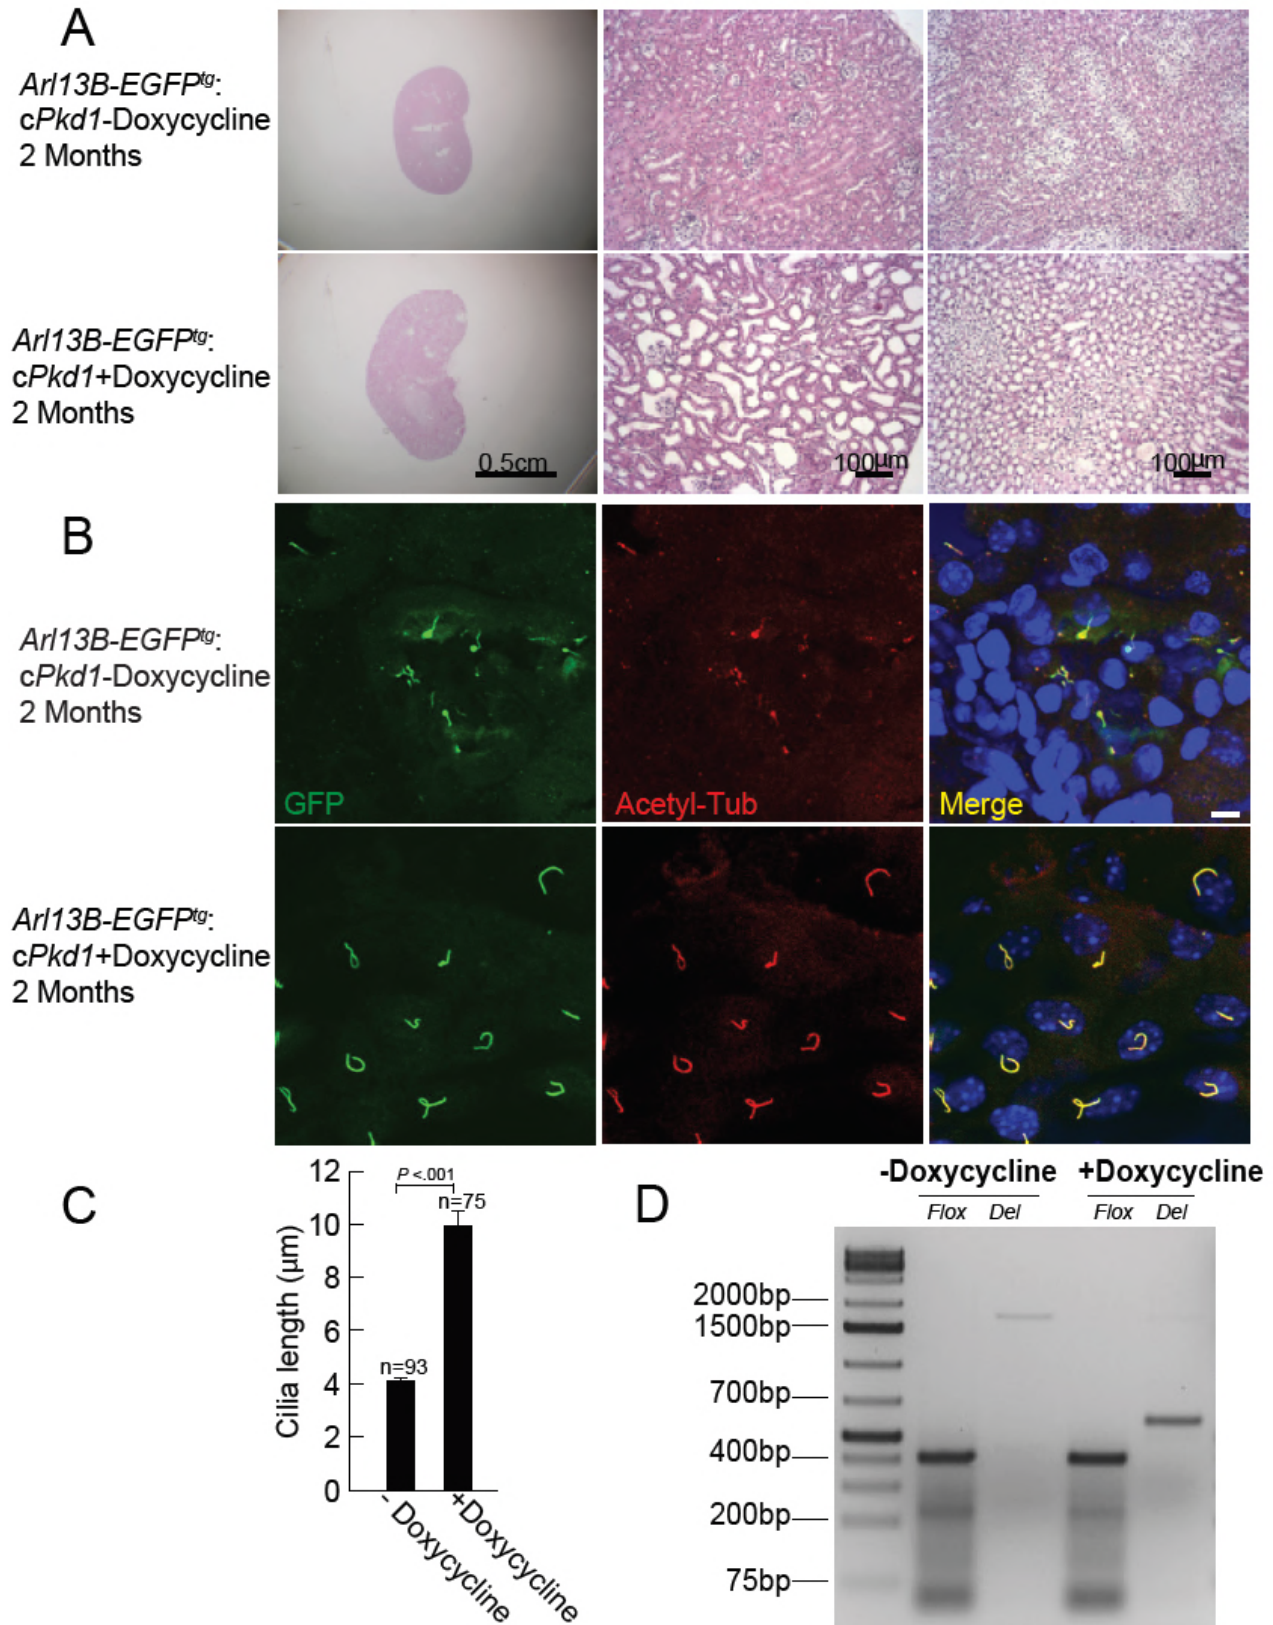 A
Arl13B-EGFPtg:
cPkd1-Doxycycline
2 Months
Arl13B-EGFPtg:
cPkd1+Doxycycline
2 Months
0.5cm
100µm
100µm
B
Arl13B-EGFPtg:
cPkd1-Doxycycline
2 Months
GFP
Acetyl-Tub
Merge
Arl13B-EGFPtg:
cPkd1+Doxycycline
2 Months
C
Cilia length (µm)
12
10
8
6
4
2
0
P <.001
n=75
n=93
- Doxycycline
+Doxycycline
D
-Doxycycline
+Doxycycline
Flox
Del
Flox
Del
2000bp
1500bp
700bp
400bp
200bp
75bp